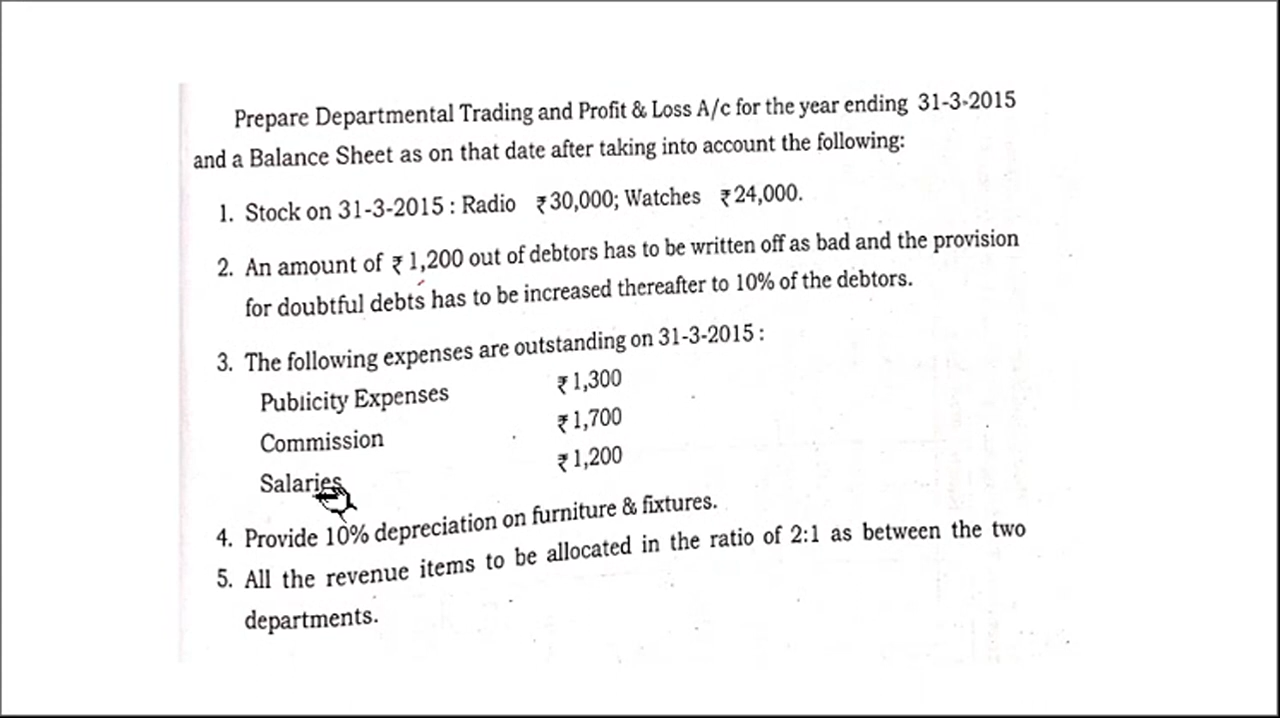 Prepare Departmental Trading and Profit & Loss A/c for the year ending 31-3-2015
and a Balance Sheet as on that date after taking into account the following:
1. Stock on 31-3-2015 : Radio ₹30,000; Watches ₹24,000.
2. An amount of ₹1,200 out of debtors has to be written off as bad and the provision
for doubtful debts has to be increased thereafter to 10% of the debtors.
3. The following expenses are outstanding on 31-3-2015 :
Publicity Expenses ₹1,300
Commission ₹1,700
Salaries ₹1,200
4. Provide 10% depreciation on furniture & fixtures.
5. All the revenue items to be allocated in the ratio of 2:1 as between the two
departments.